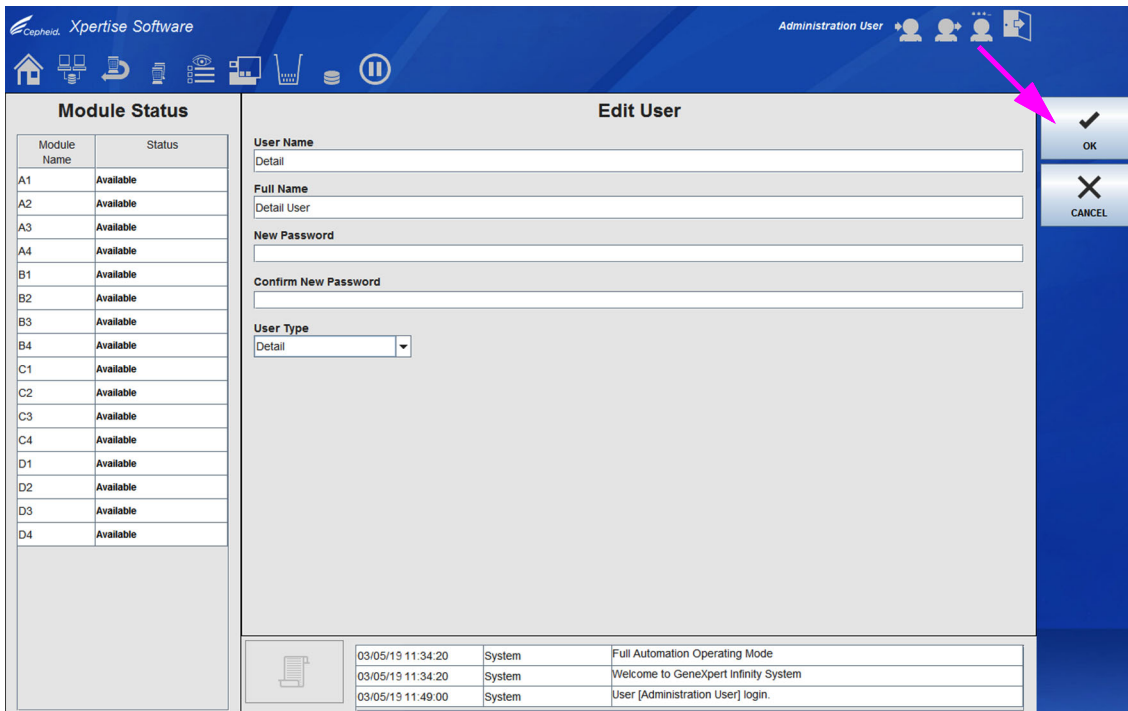 Cepheid. Xpertise Software
Administration User
Module Status
Module Name Status
A1 Available
A2 Available
A3 Available
A4 Available
B1 Available
B2 Available
B3 Available
B4 Available
C1 Available
C2 Available
C3 Available
C4 Available
D1 Available
D2 Available
D3 Available
D4 Available
Edit User
User Name
Detail
Full Name
Detail User
New Password
Confirm New Password
User Type
Detail
OK
CANCEL
03/05/19 11:34:20 System Full Automation Operating Mode
03/05/19 11:34:20 System Welcome to GeneXpert Infinity System
03/05/19 11:49:00 System User [Administration User] login.